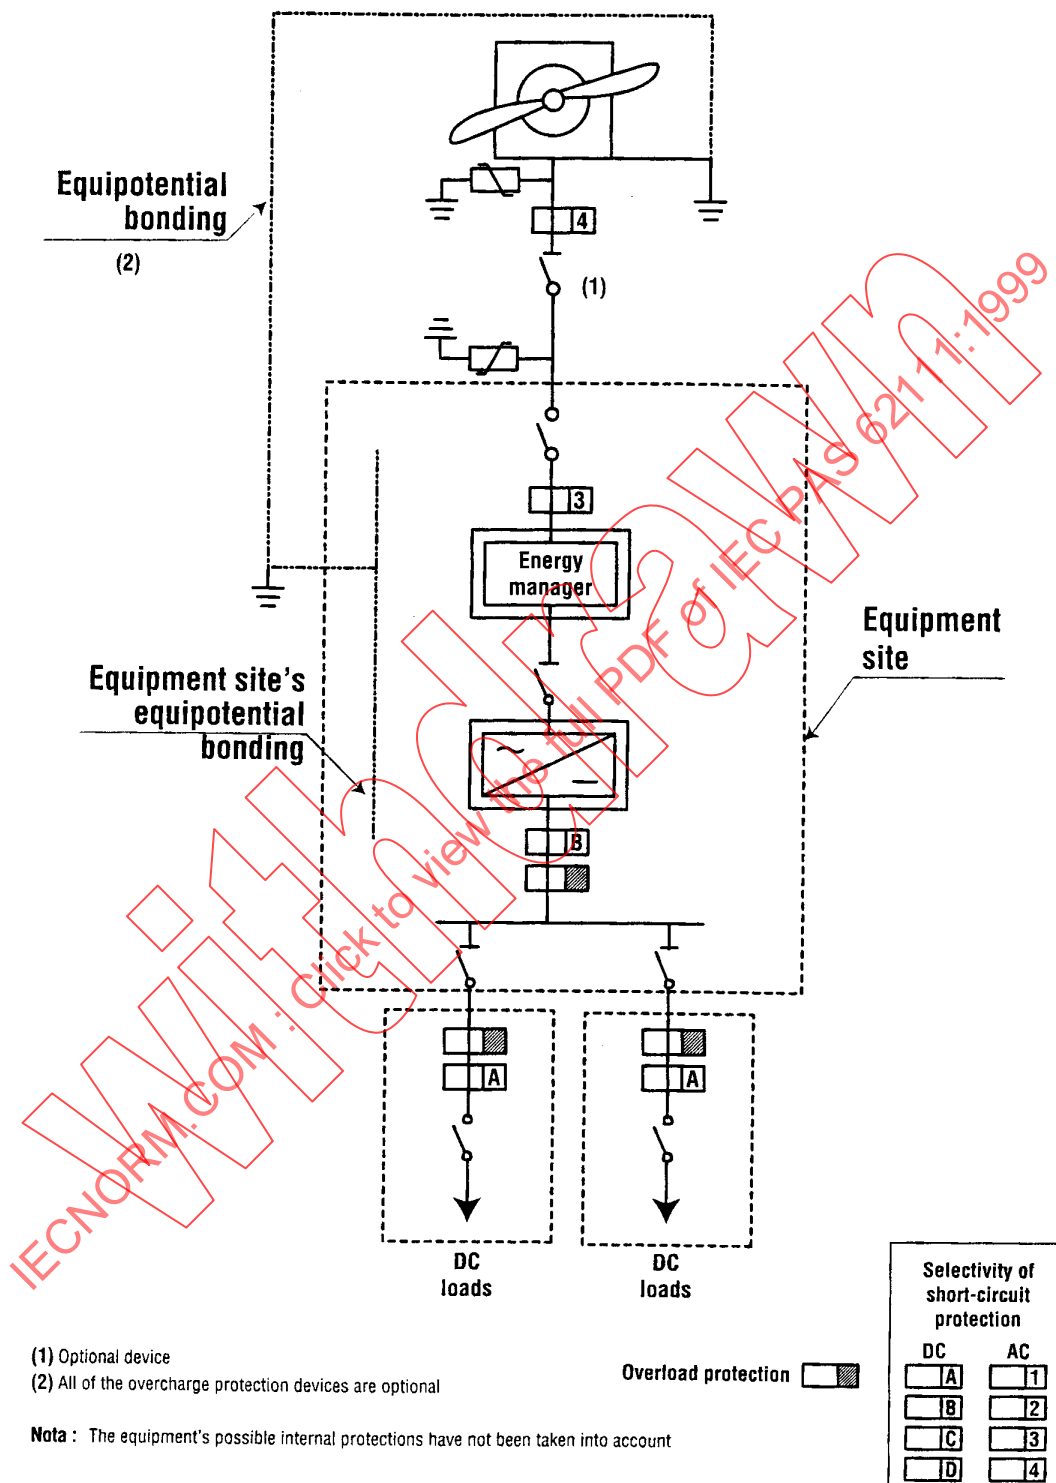 Equipotential
bonding
(2)
4
(1)
3
Energy
manager
Equipment
site
Equipment site's
equipotential
bonding
B
A
A
DC
loads
DC
loads
Selectivity of
short-circuit
protection
DC AC
A 1
B 2
C 3
D 4
Overload protection
(1) Optional device
(2) All of the overcharge protection devices are optional
Nota : The equipment's possible internal protections have not been taken into account
IECNORM.COM : Click to view the full PDF of IEC PAS 62111:1999
withdrawn